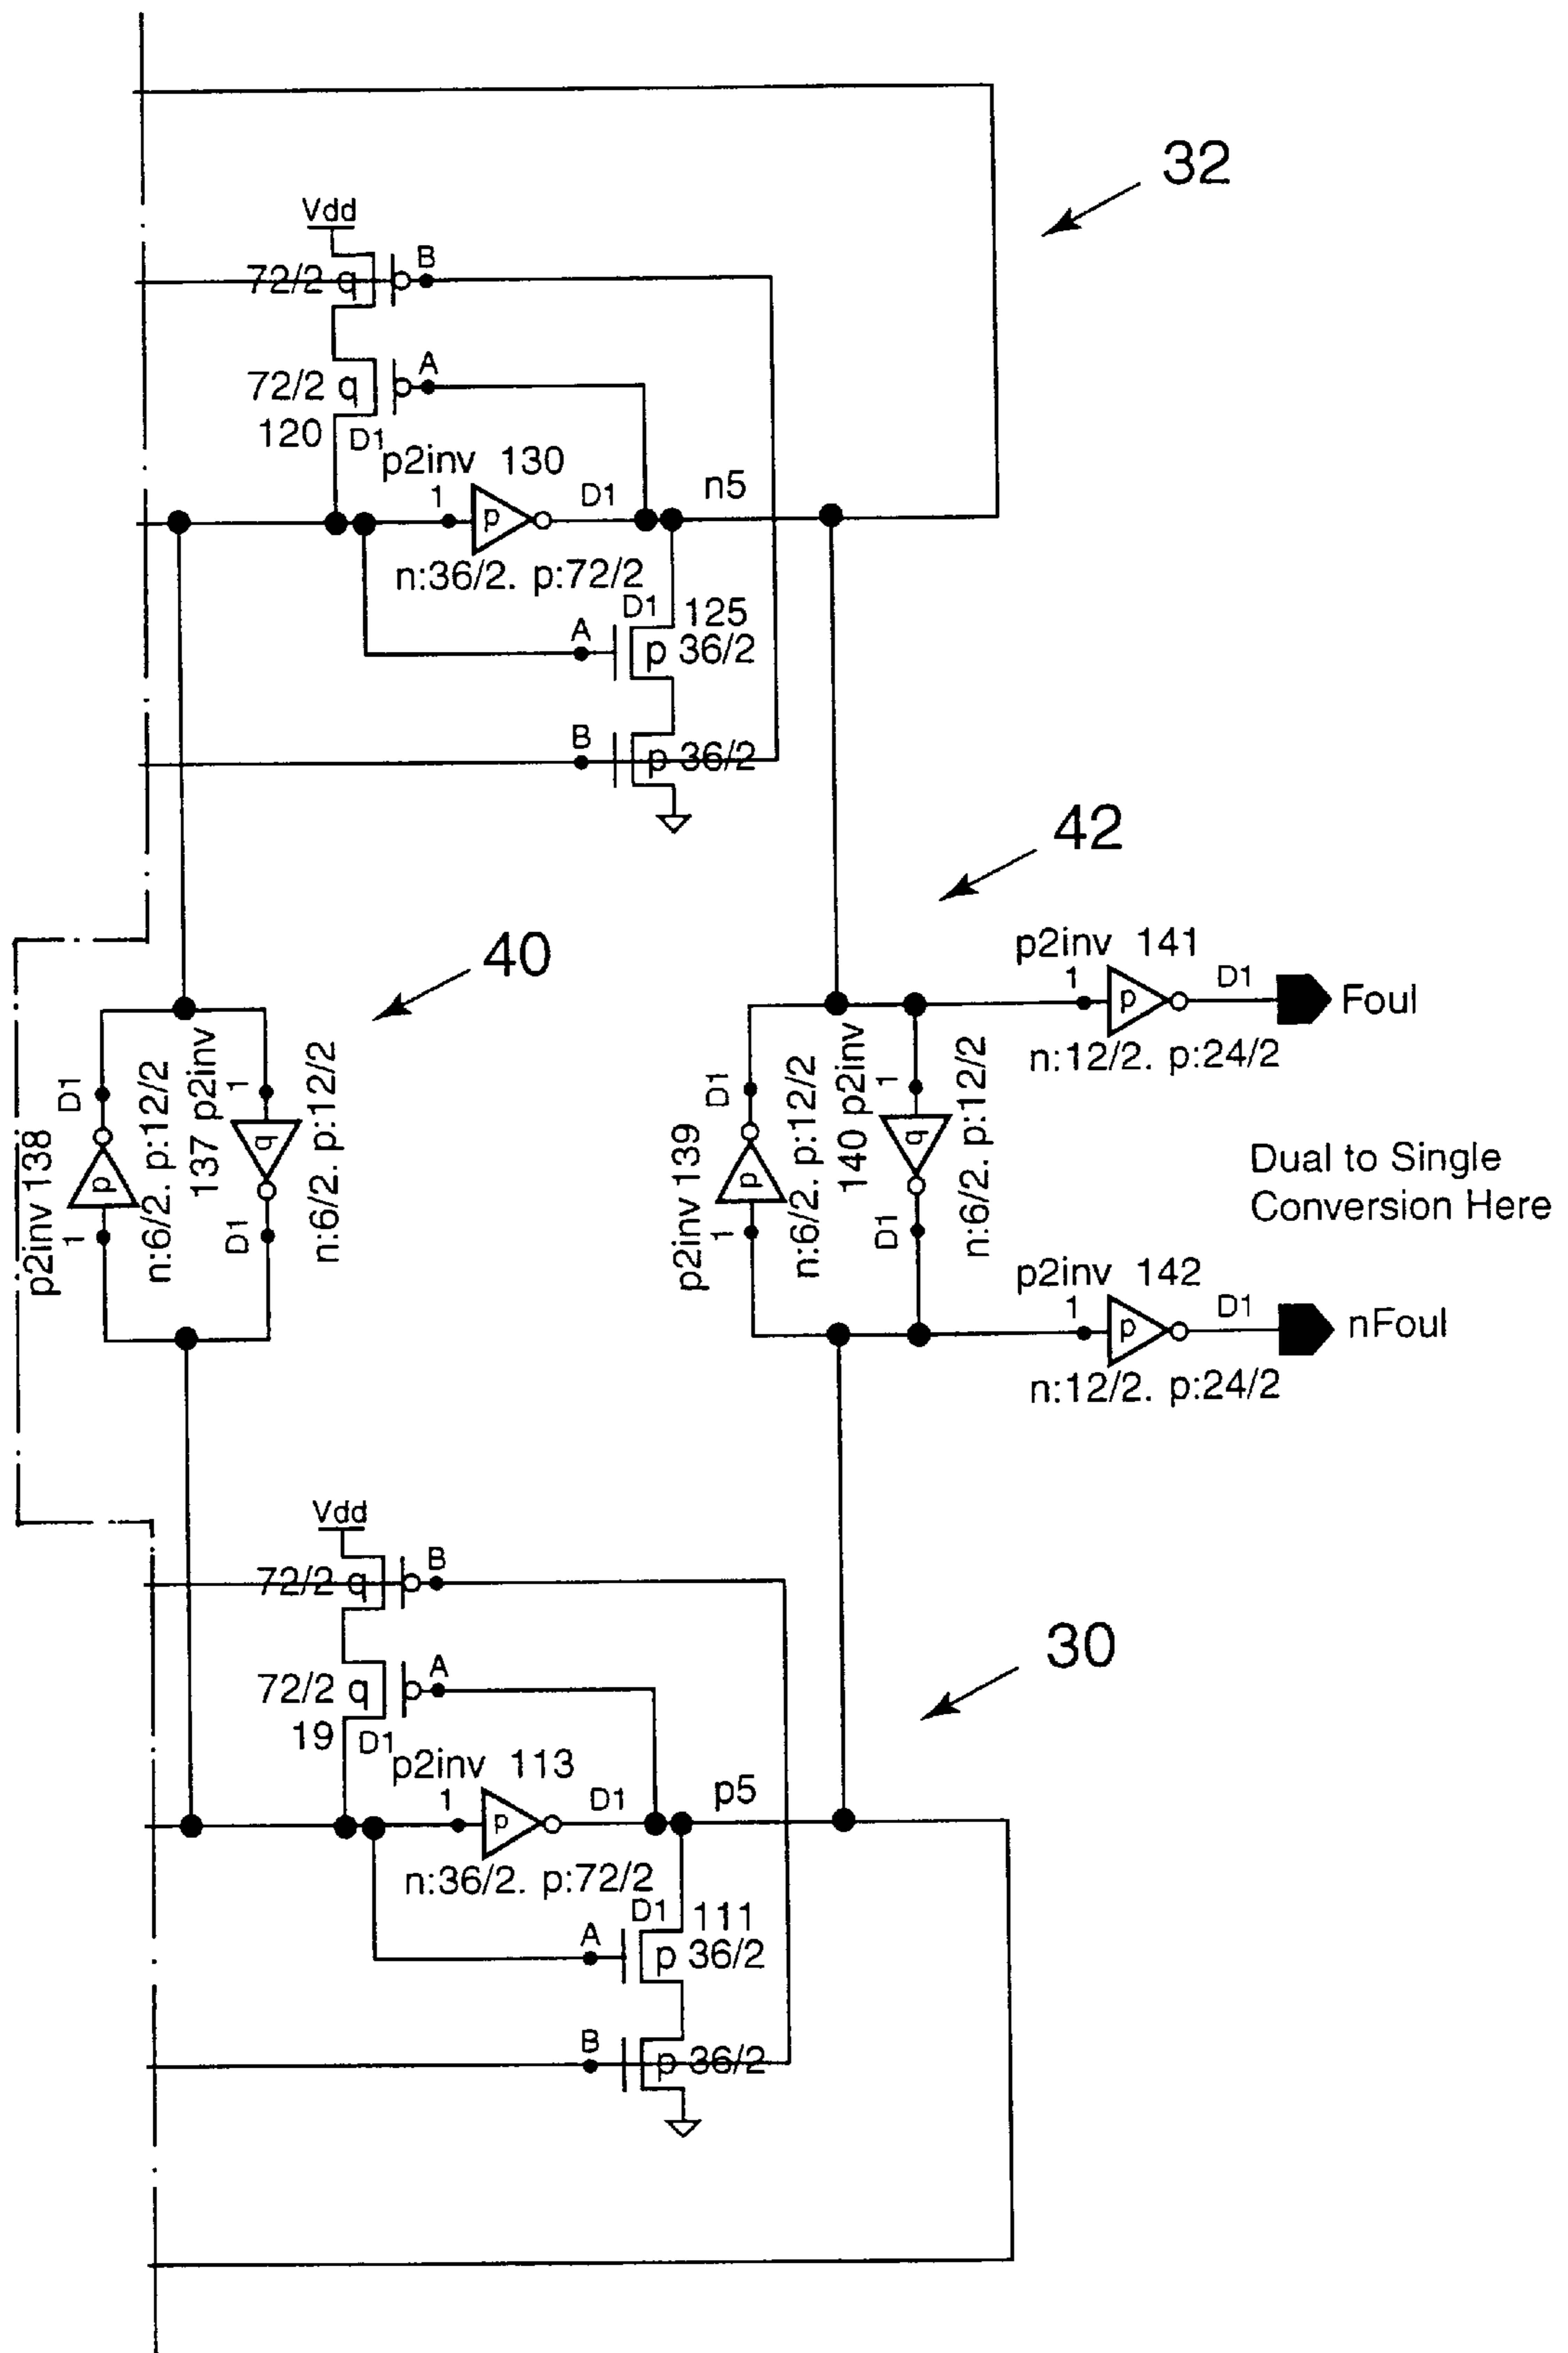 32
Vdd
B
72/2 q
A
72/2 q
120 D1
p2inv 130
1 p D1 n5
n:36/2. p:72/2
D1 125
A p 36/2
B p 36/2
42
40
p2inv 141
1 p D1 Foul
n:12/2. p:24/2
p2inv 138
1 p D1
n:6/2. p:12/2
137 p2inv
1 q D1
n:6/2. p:12/2
p2inv 139
1 p D1
n:6/2. p:12/2
140 p2inv
1 q D1
n:6/2. p:12/2
Dual to Single
Conversion Here
p2inv 142
1 p D1 nFoul
n:12/2. p:24/2
Vdd
B
72/2 q
A
72/2 q
19 D1
30
p2inv 113
1 p D1 p5
n:36/2. p:72/2
D1 111
A p 36/2
B p 36/2